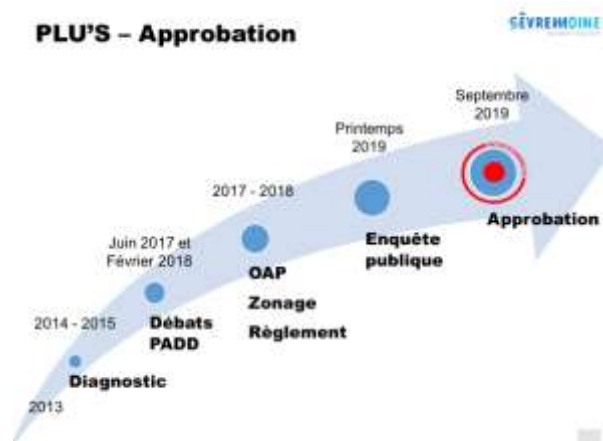 PLU'S – Approbation
SÈVREMOINE
Septembre
2019
Printemps
2019
2017 - 2018
Approbation
Juin 2017 et
Février 2018
Enquête
publique
OAP
Zonage
Règlement
2014 - 2015
Débats
PADD
Diagnostic
2013